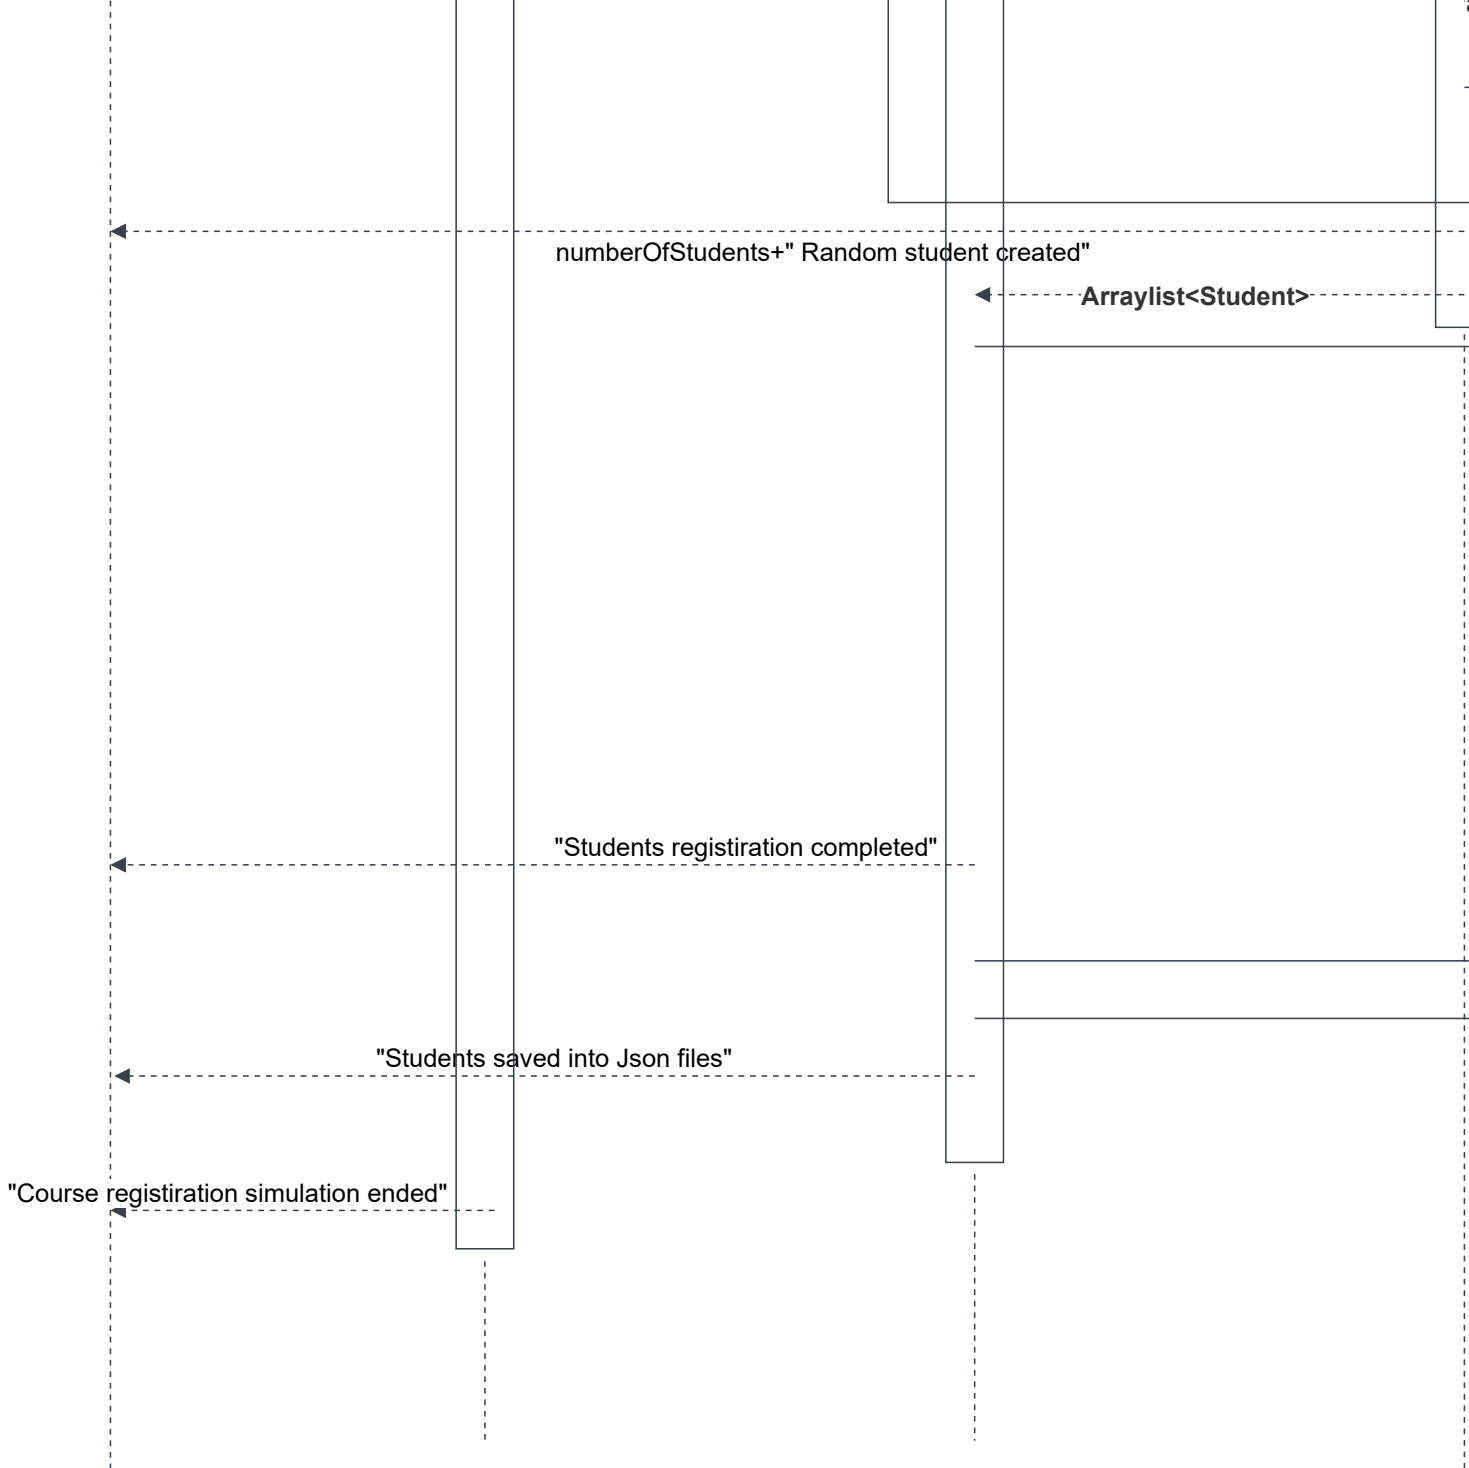 numberOfStudents+" Random student created"
Arraylist<Student>
"Students registiration completed"
"Students saved into Json files"
"Course registiration simulation ended"